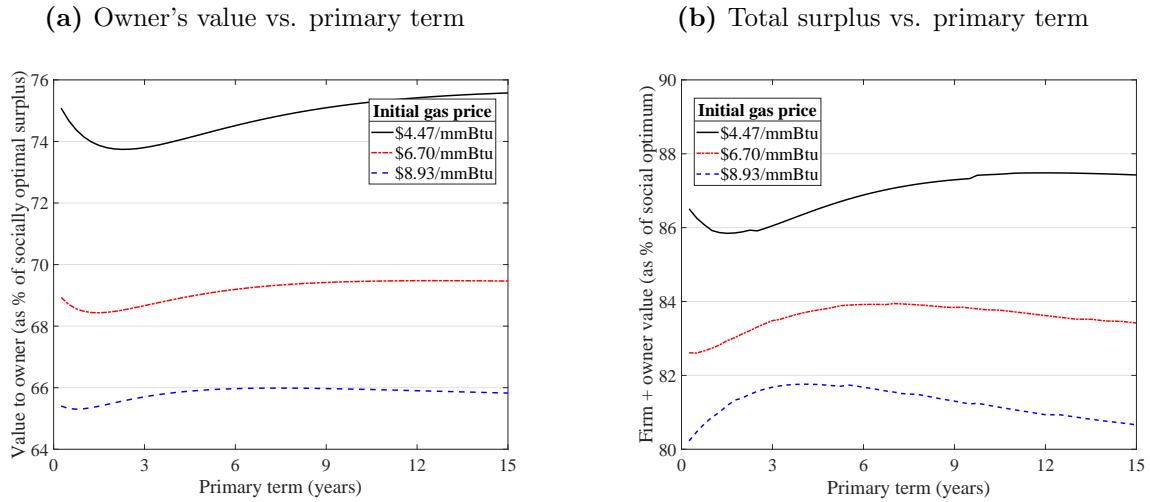 (a) Owner's value vs. primary term
Value to owner (as % of socially optimal surplus)
76
74
72
70
68
66
64
Initial gas price
$4.47/mmBtu
$6.70/mmBtu
$8.93/mmBtu
0 3 6 9 12 15
Primary term (years)
(b) Total surplus vs. primary term
Firm + owner value (as % of social optimum)
90
88
86
84
82
80
Initial gas price
$4.47/mmBtu
$6.70/mmBtu
$8.93/mmBtu
0 3 6 9 12 15
Primary term (years)